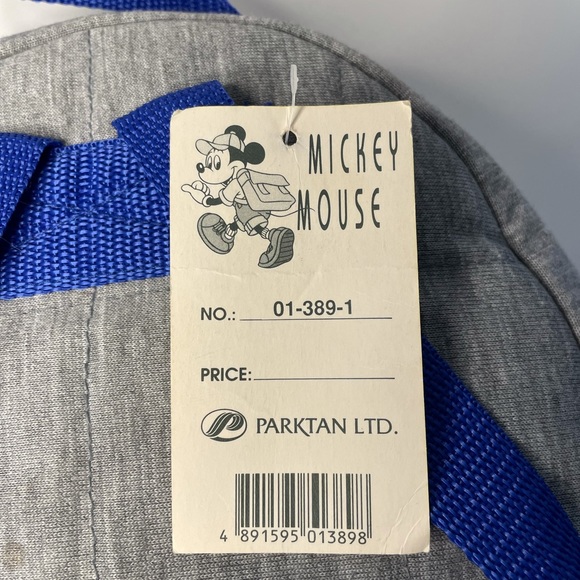 MICKEY
MOUSE
NO.: 01-389-1
PRICE:
PARKTAN LTD.
4 891595 013898